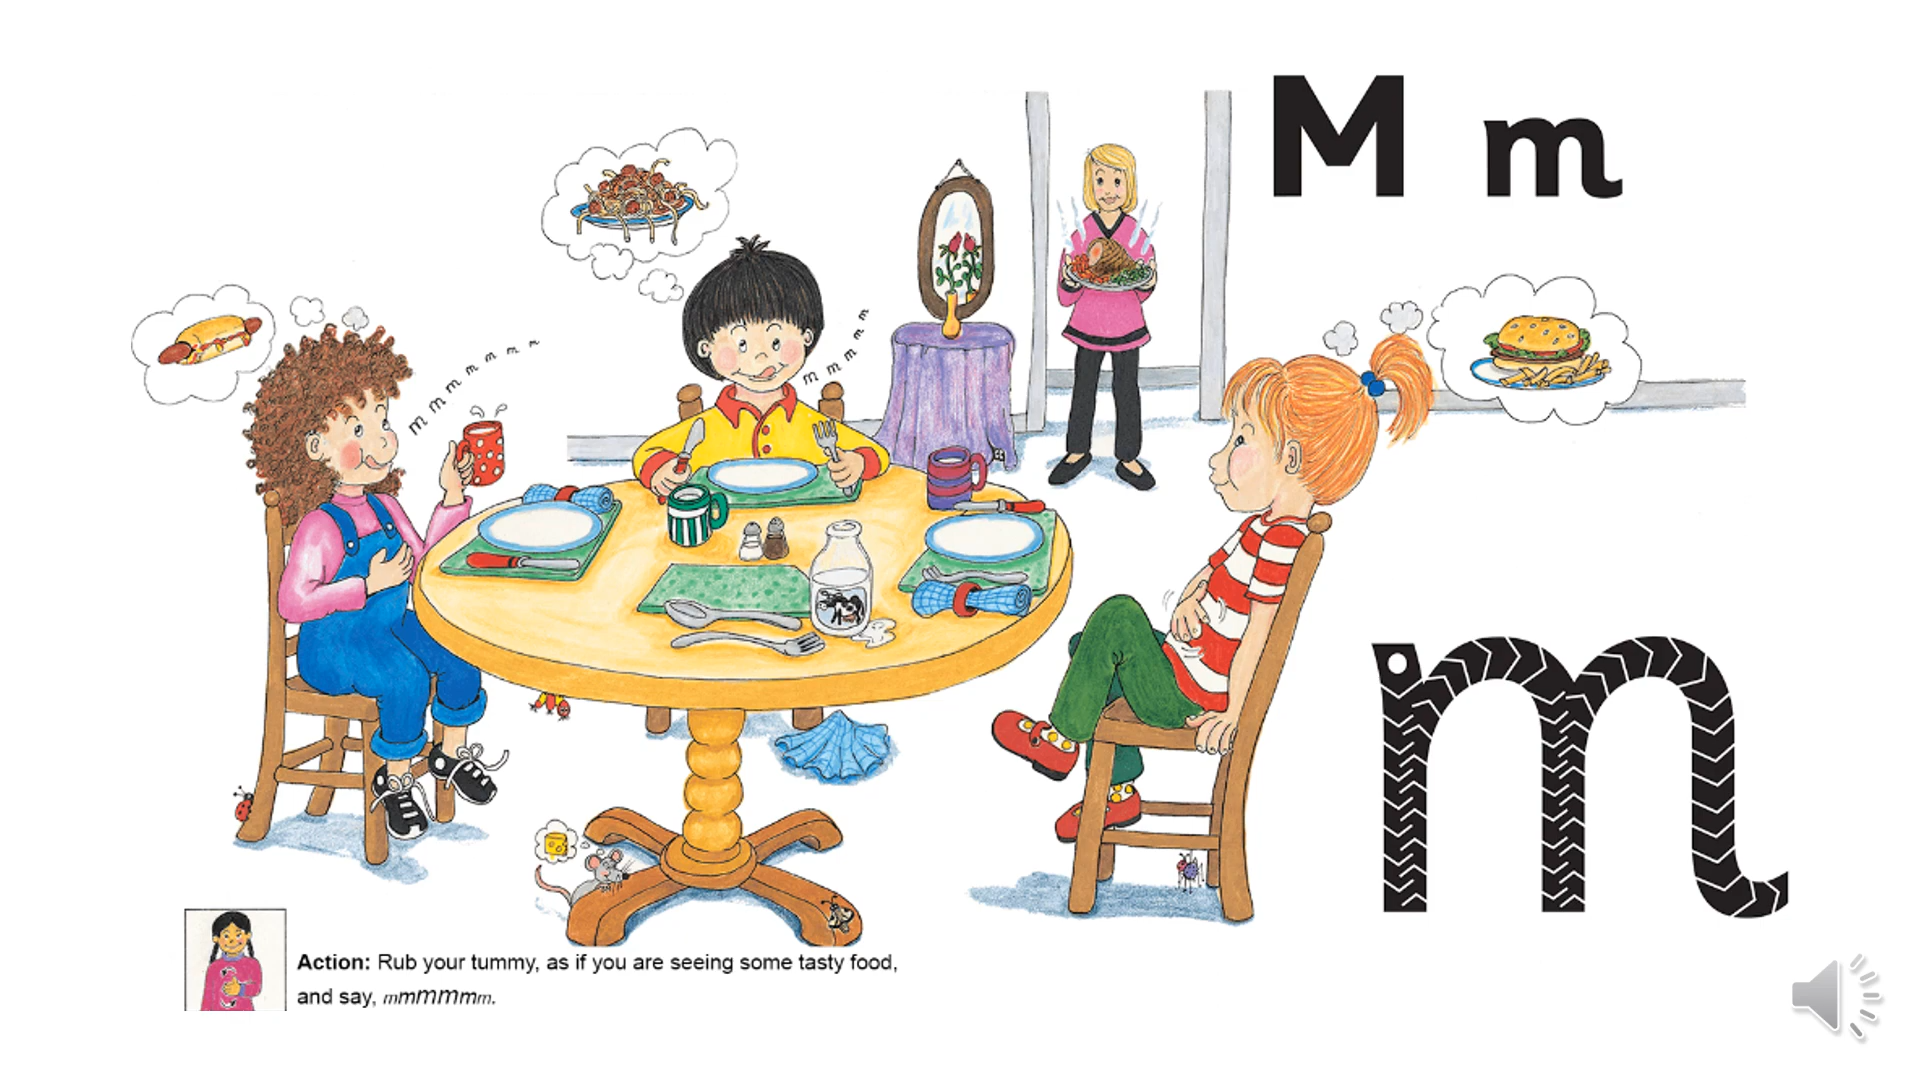 M m
m m m m m m m
m m m m m
m
Action: Rub your tummy, as if you are seeing some tasty food,
and say, mmmmmm.